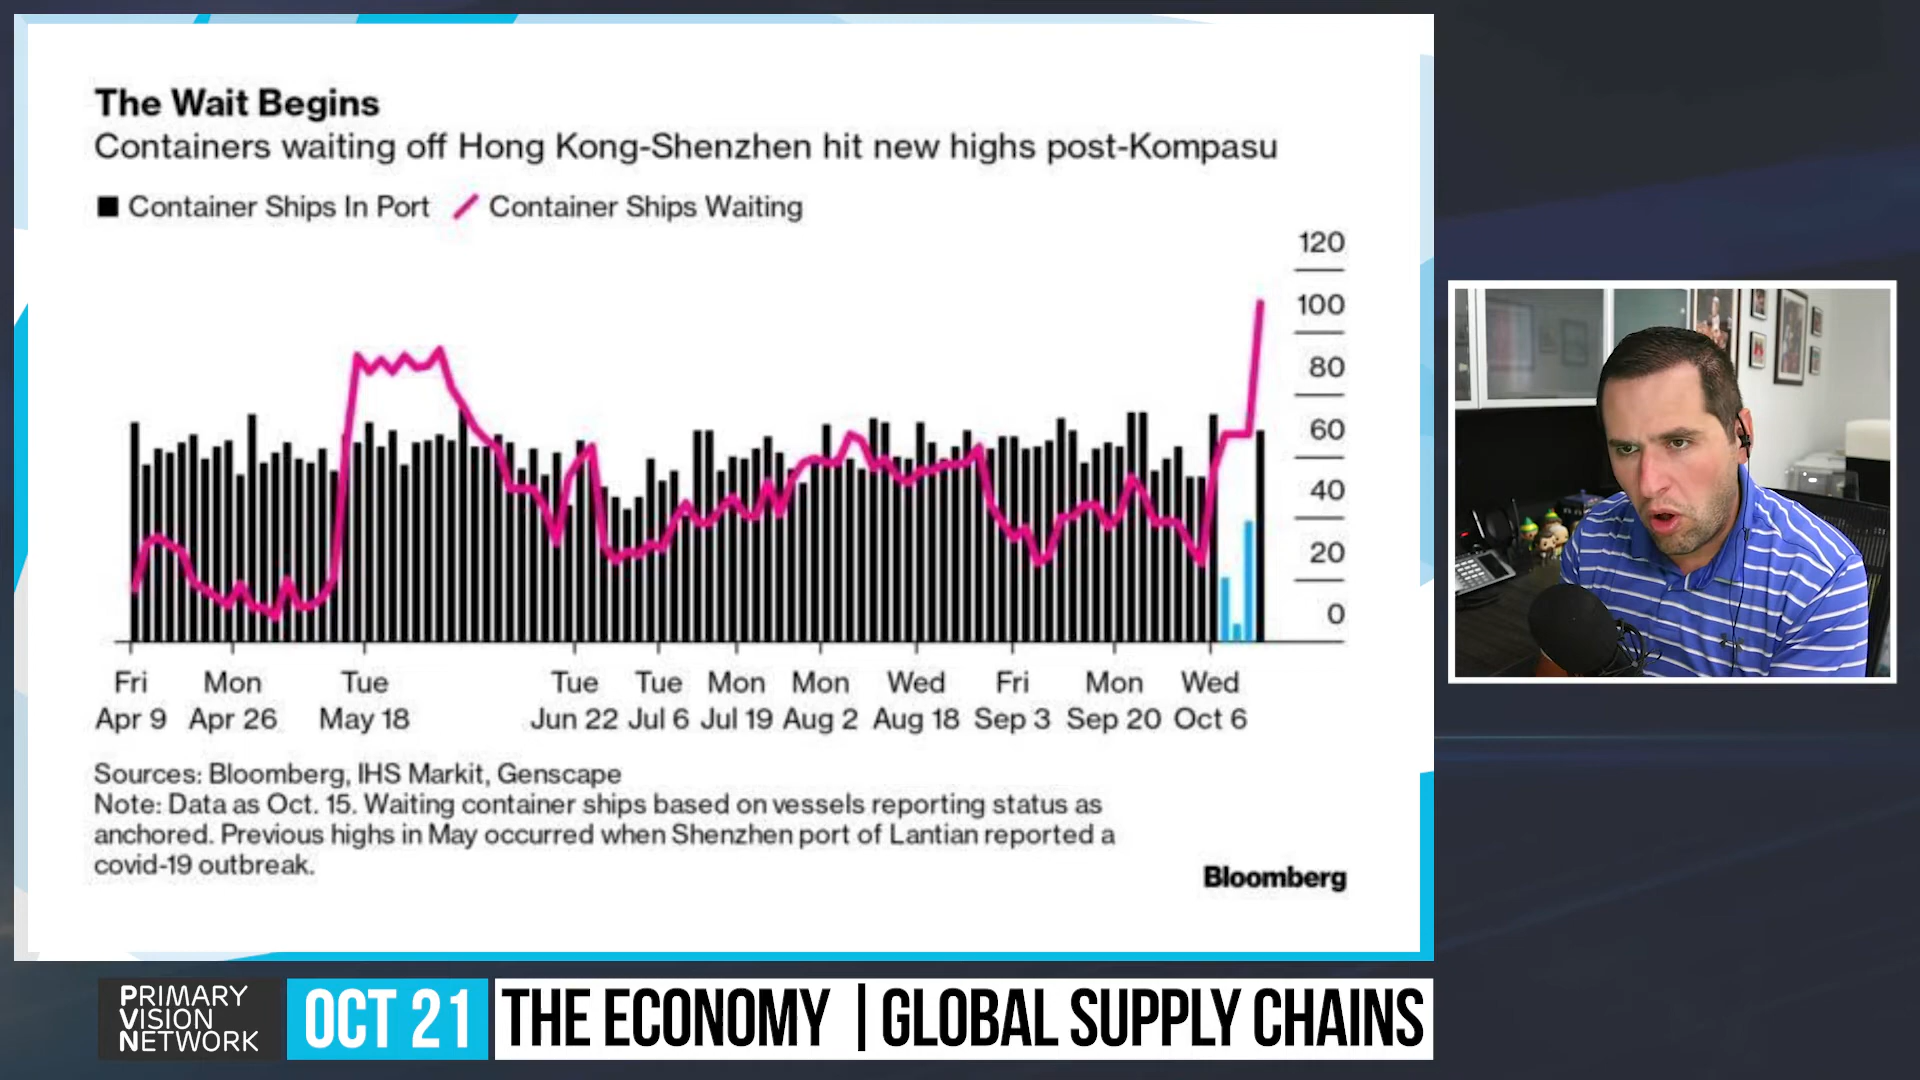 The Wait Begins
Containers waiting off Hong Kong-Shenzhen hit new highs post-Kompasu
Container Ships In Port Container Ships Waiting
120
100
80
60
40
20
0
Fri Mon Tue Tue Tue Mon Mon Wed Fri Mon Wed
Apr 9 Apr 26 May 18 Jun 22 Jul 6 Jul 19 Aug 2 Aug 18 Sep 3 Sep 20 Oct 6
Sources: Bloomberg, IHS Markit, Genscape
Note: Data as Oct. 15. Waiting container ships based on vessels reporting status as
anchored. Previous highs in May occurred when Shenzhen port of Lantian reported a
covid-19 outbreak.
Bloomberg
PRIMARY
VISION
NETWORK
OCT 21
THE ECONOMY | GLOBAL SUPPLY CHAINS